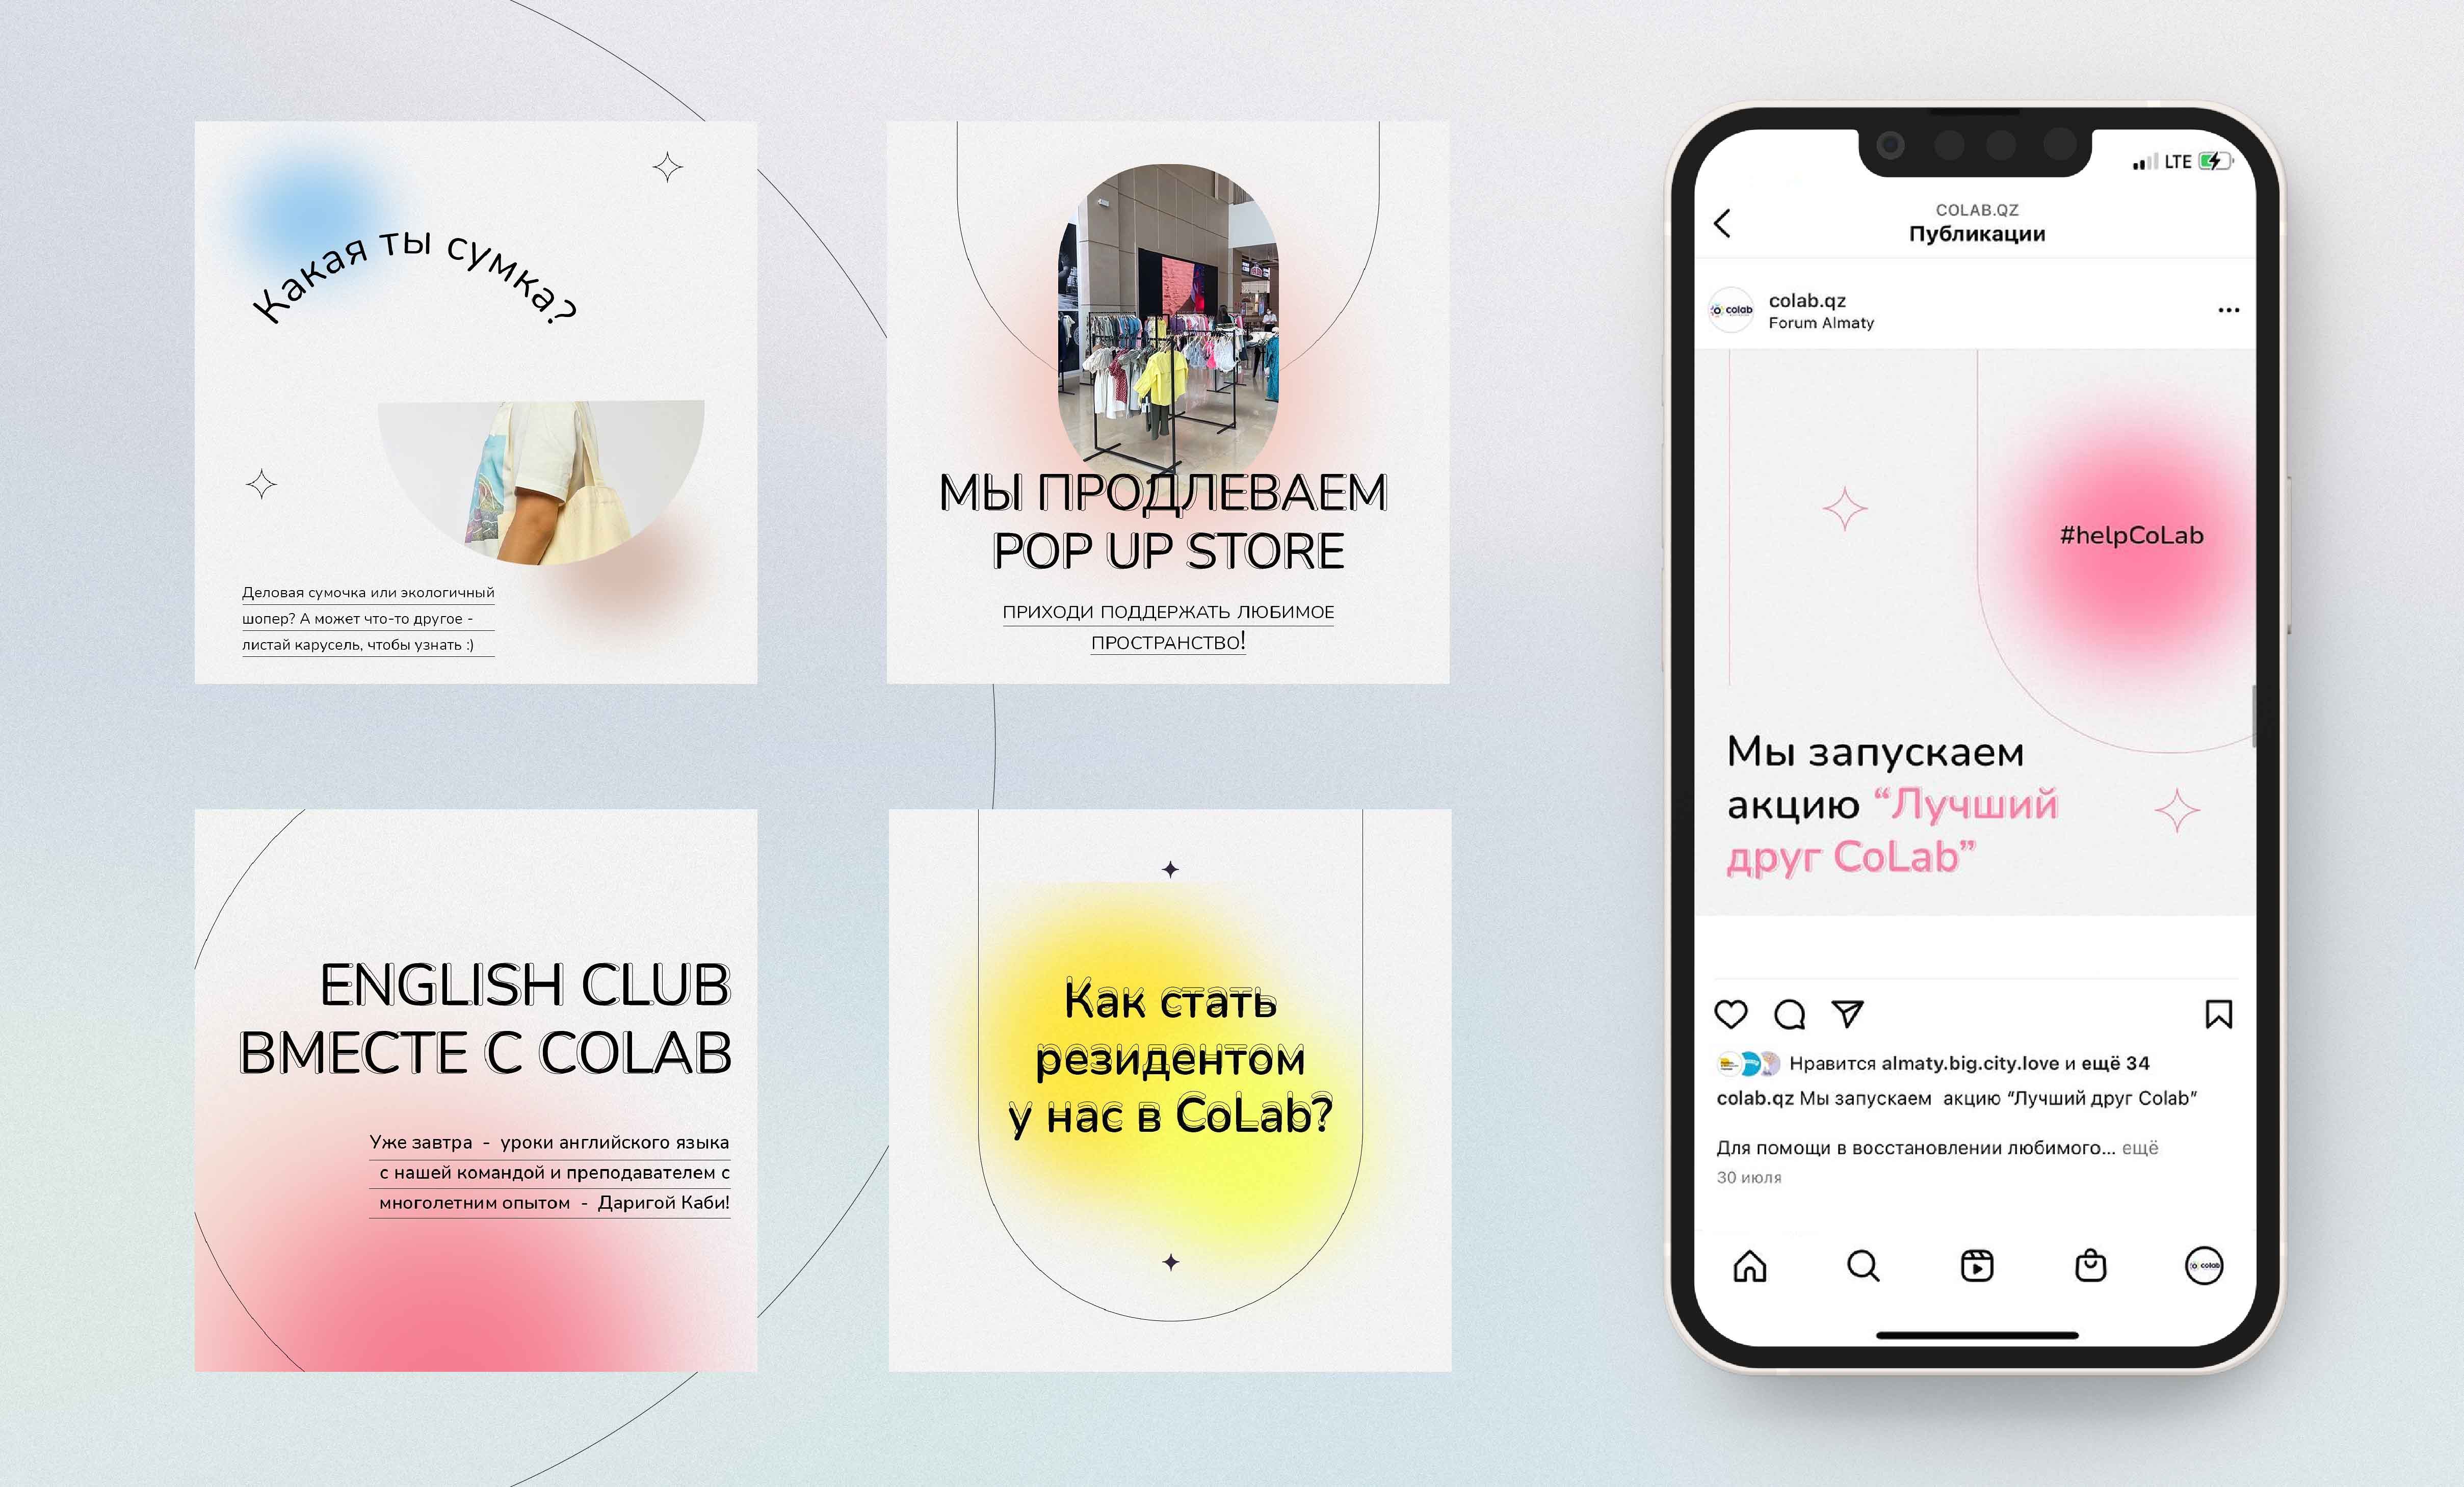 Какая ты сумка?
Деловая сумочка или экологичный
шопер? А может что-то другое -
листай карусель, чтобы узнать :)
МЫ ПРОДЛЕВАЕМ
POP UP STORE
ПРИХОДИ ПОДДЕРЖАТЬ ЛЮБИМОЕ
ПРОСТРАНСТВО!
ENGLISH CLUB
ВМЕСТЕ С COLAB
Уже завтра - уроки английского языка
с нашей командой и преподавателем с
многолетним опытом - Даригой Каби!
Как стать
резидентом
у нас в CoLab?
LTE
COLAB.QZ
Публикации
colab
colab.qz
Forum Almaty
#helpCoLab
Мы запускаем
акцию “Лучший
друг CoLab”
Нравится almaty.big.city.love и ещё 34
colab.qz Мы запускаем акцию “Лучший друг Colab”
Для помощи в восстановлении любимого... ещё
30 июля
colab